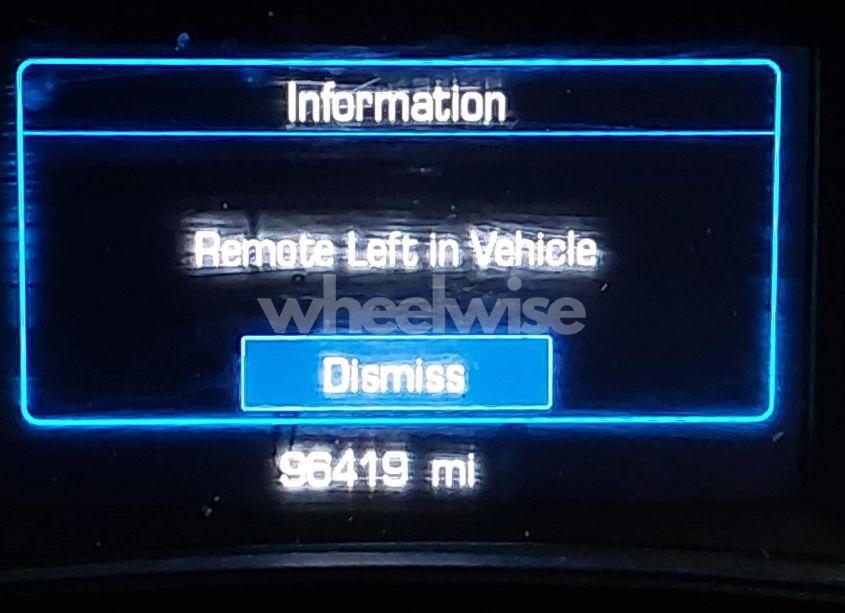 Information
Remote Left in Vehicle
wheelwise
Dismiss
96419 mi